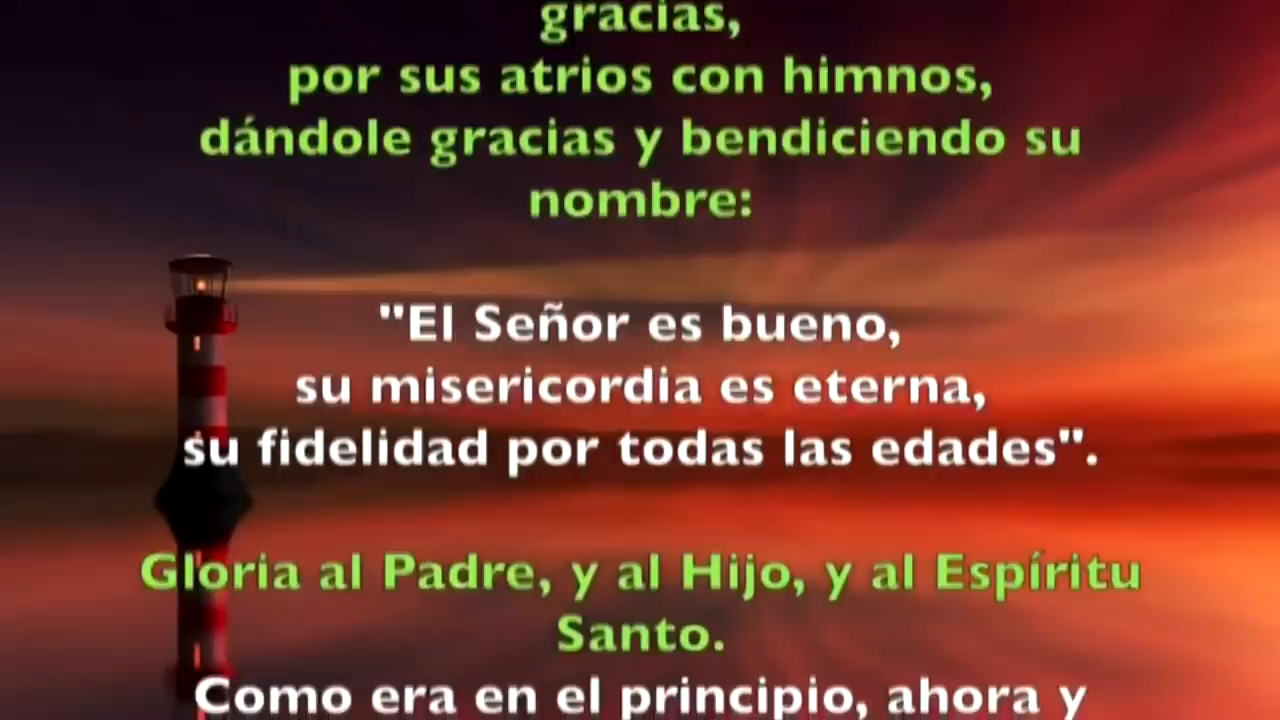 gracias,
por sus atrios con himnos,
dándole gracias y bendiciendo su
nombre:
"El Señor es bueno,
su misericordia es eterna,
su fidelidad por todas las edades".
Gloria al Padre, y al Hijo, y al Espíritu
Santo.
Como era en el principio, ahora y